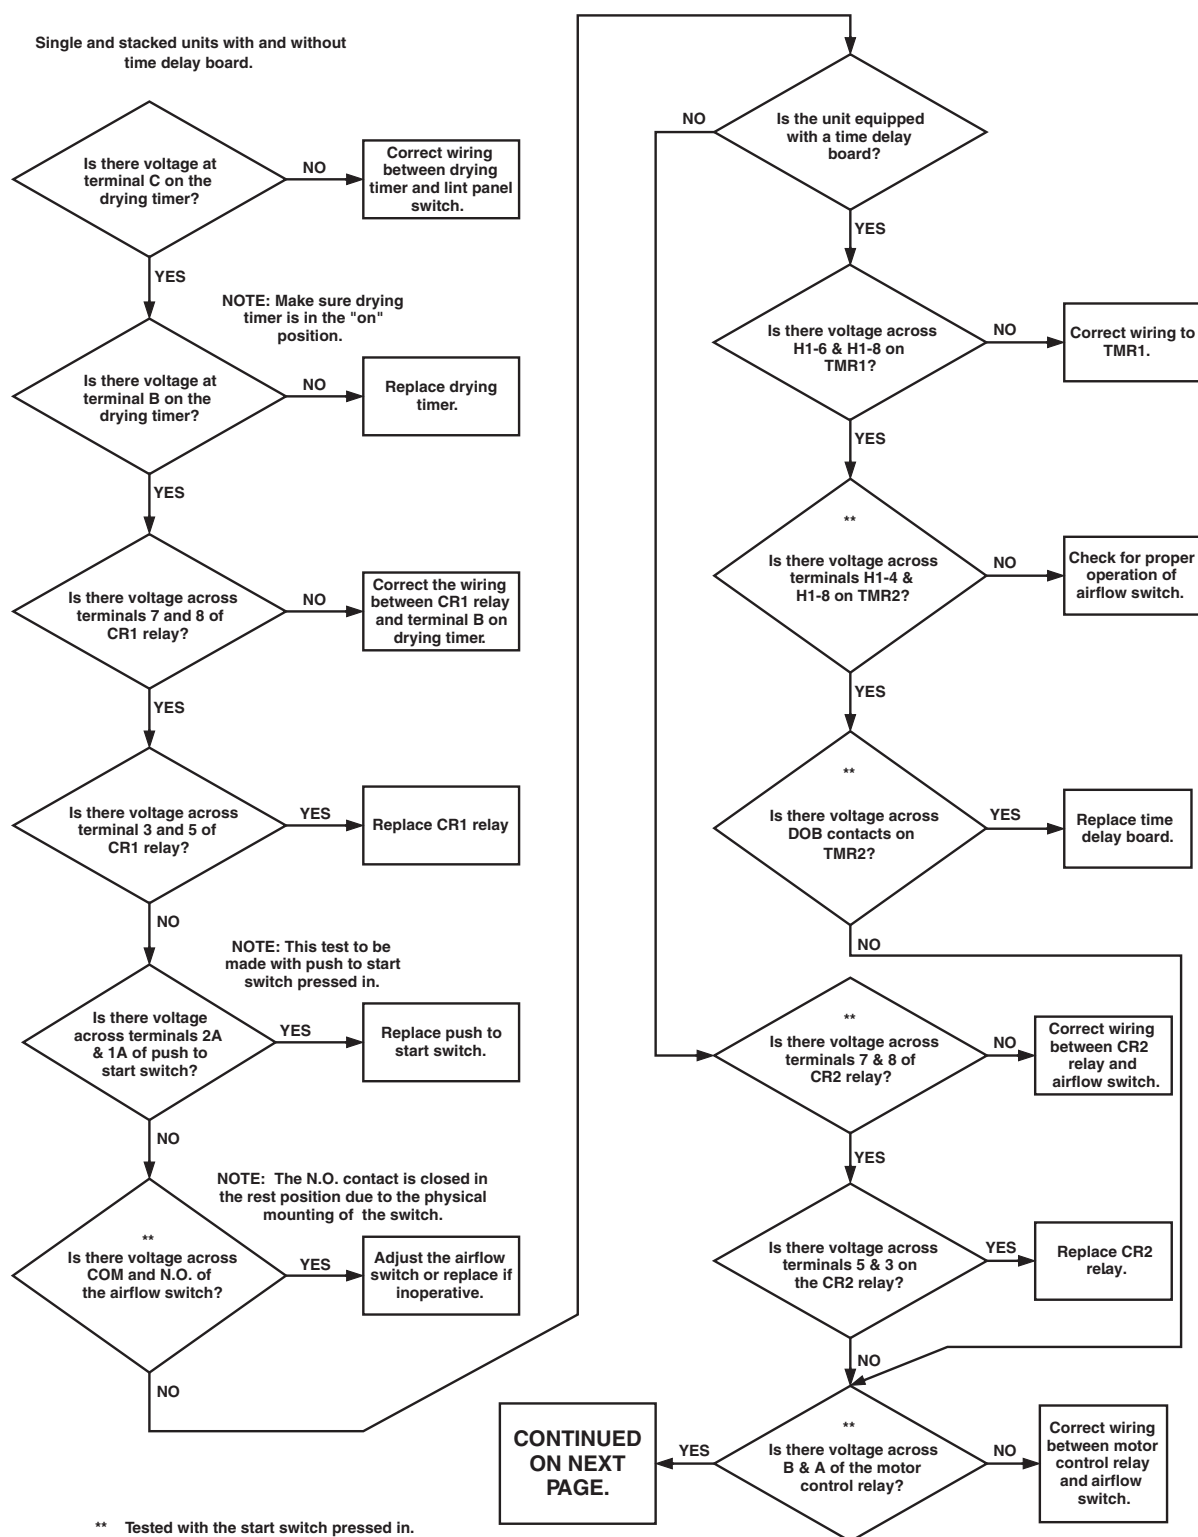 Single and stacked units with and without
time delay board.
Is there voltage at
terminal C on the
drying timer?
NO
Correct wiring
between drying
timer and lint panel
switch.
YES
NOTE: Make sure drying
timer is in the "on"
position.
Is there voltage at
terminal B on the
drying timer?
NO
Replace drying
timer.
YES
Is there voltage across
terminals 7 and 8 of
CR1 relay?
NO
Correct the wiring
between CR1 relay
and terminal B on
drying timer.
YES
Is there voltage across
terminal 3 and 5 of
CR1 relay?
YES
Replace CR1 relay
NO
NOTE: This test to be
made with push to start
switch pressed in.
Is there voltage
across terminals 2A
& 1A of push to
start switch?
YES
Replace push to
start switch.
NO
NOTE: The N.O. contact is closed in
the rest position due to the physical
mounting of the switch.
**
Is there voltage across
COM and N.O. of
the airflow switch?
YES
Adjust the airflow
switch or replace if
inoperative.
NO
Is the unit equipped
with a time delay
board?
NO
YES
Is there voltage across
H1-6 & H1-8 on
TMR1?
NO
Correct wiring to
TMR1.
YES
**
Is there voltage across
terminals H1-4 &
H1-8 on TMR2?
NO
Check for proper
operation of
airflow switch.
YES
**
Is there voltage across
DOB contacts on
TMR2?
YES
Replace time
delay board.
NO
**
Is there voltage across
terminals 7 & 8 of
CR2 relay?
NO
Correct wiring
between CR2
relay and
airflow switch.
YES
Is there voltage across
terminals 5 & 3 on
the CR2 relay?
YES
Replace CR2
relay.
NO
**
Is there voltage across
B & A of the motor
control relay?
NO
Correct wiring
between motor
control relay
and airflow
switch.
YES
CONTINUED
ON NEXT
PAGE.
** Tested with the start switch pressed in.